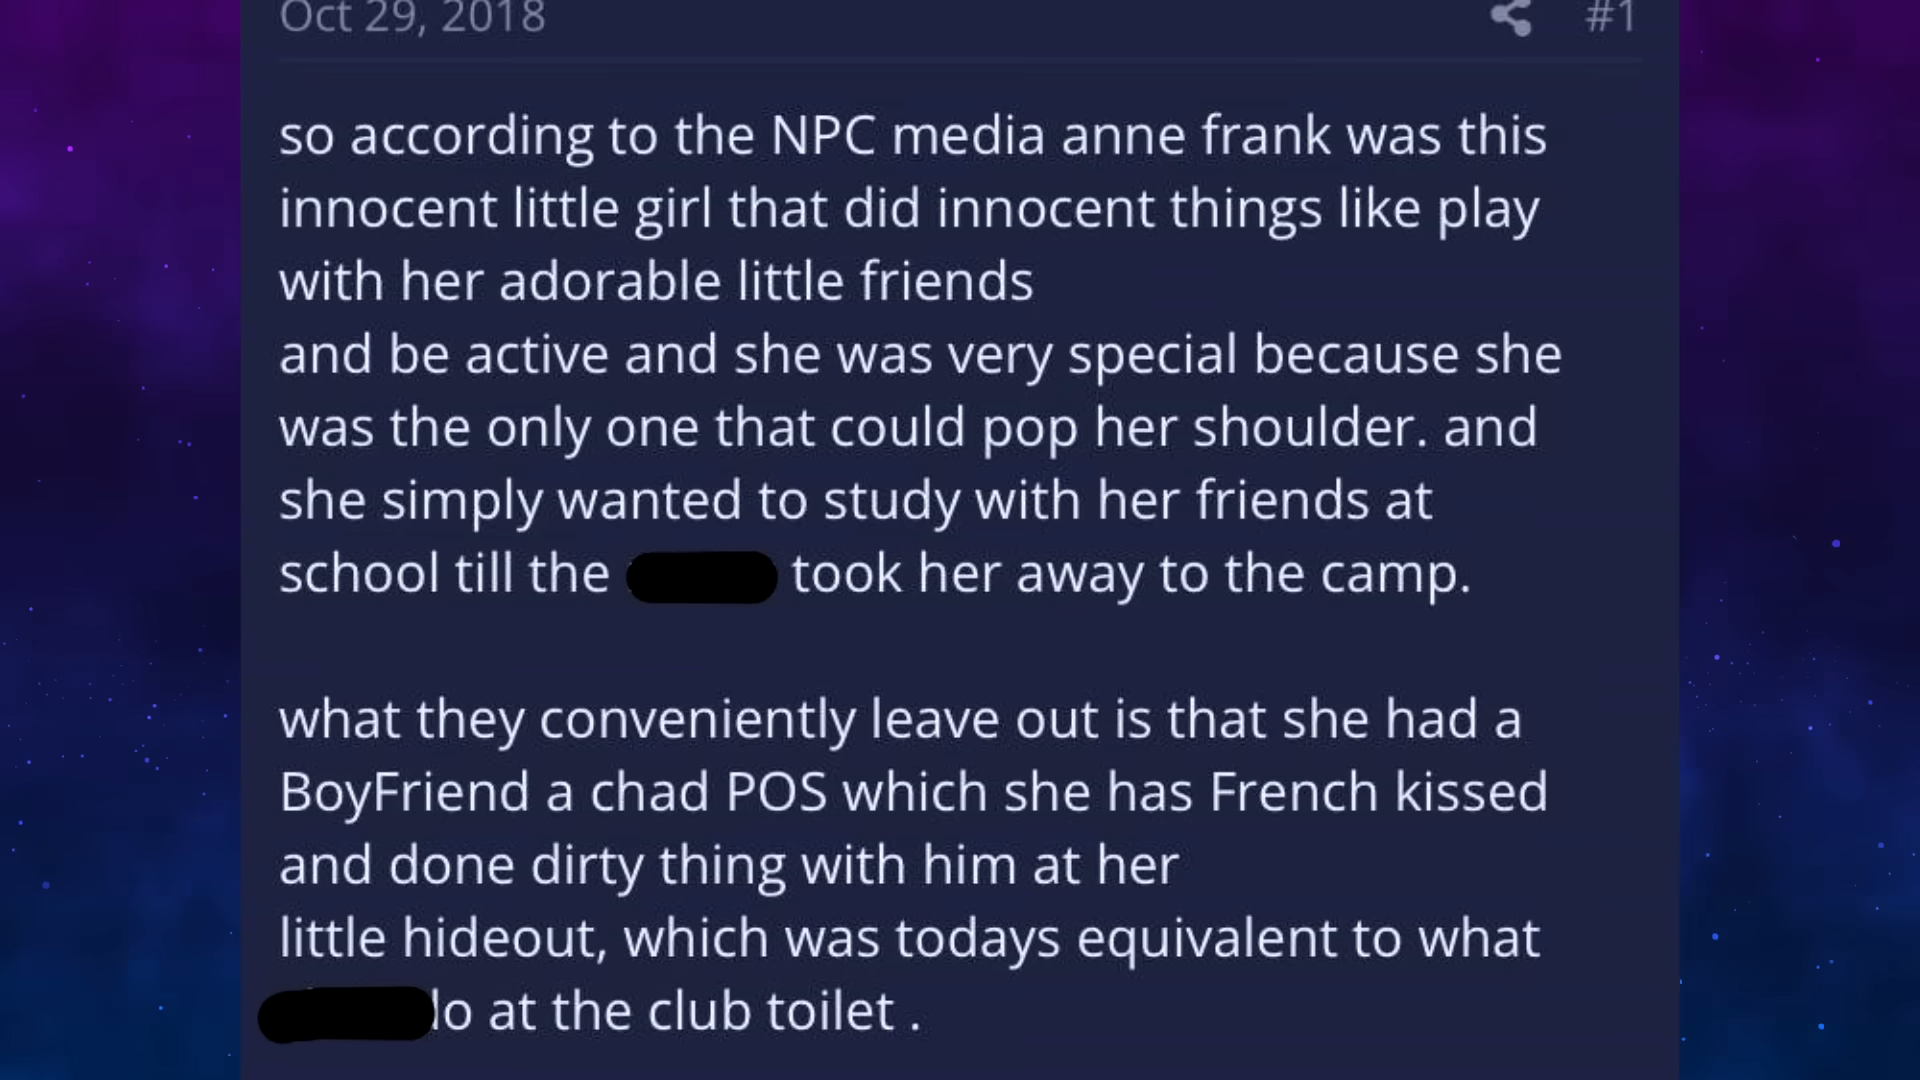 Oct 29, 2018 #1
so according to the NPC media anne frank was this
innocent little girl that did innocent things like play
with her adorable little friends
and be active and she was very special because she
was the only one that could pop her shoulder. and
she simply wanted to study with her friends at
school till the took her away to the camp.
what they conveniently leave out is that she had a
BoyFriend a chad POS which she has French kissed
and done dirty thing with him at her
little hideout, which was todays equivalent to what
at the club toilet .